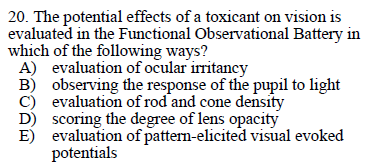 20. The potential effects of a toxicant on vision is
evaluated in the Functional Observational Battery in
which of the following ways?
A) evaluation of ocular irritancy
B) observing the response of the pupil to light
C) evaluation of rod and cone density
D) scoring the degree of lens opacity
E) evaluation of pattern-elicited visual evoked
potentials